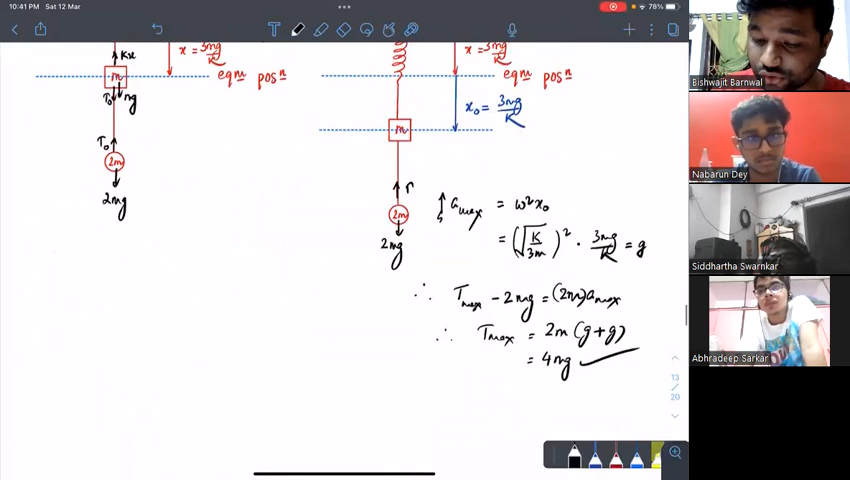 10:41 PM Sat 12 Mar
78%
Kx
x = 3mg/K
m
eqm posn
T₀
mg
T₀
2m
2mg
x = 3mg/K
eqm posn
x₀ = 3mg/K
m
T
2m
2mg
a max = ω²x₀
= (√K/3m)² · 3mg/K = g
∴ Tmax - 2mg = (2m)amax
∴ Tmax = 2m (g+g)
= 4mg
13
/
20
Bishwajit Barnwal
Nabarun Dey
Siddhartha Swarnkar
Abhradeep Sarkar